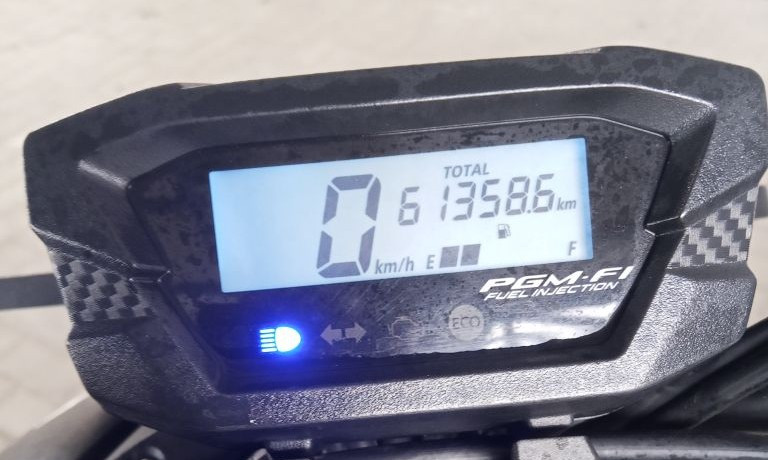 TOTAL
0 km/h 61358.6 km
E F
PGM-FI
FUEL INJECTION
ECO